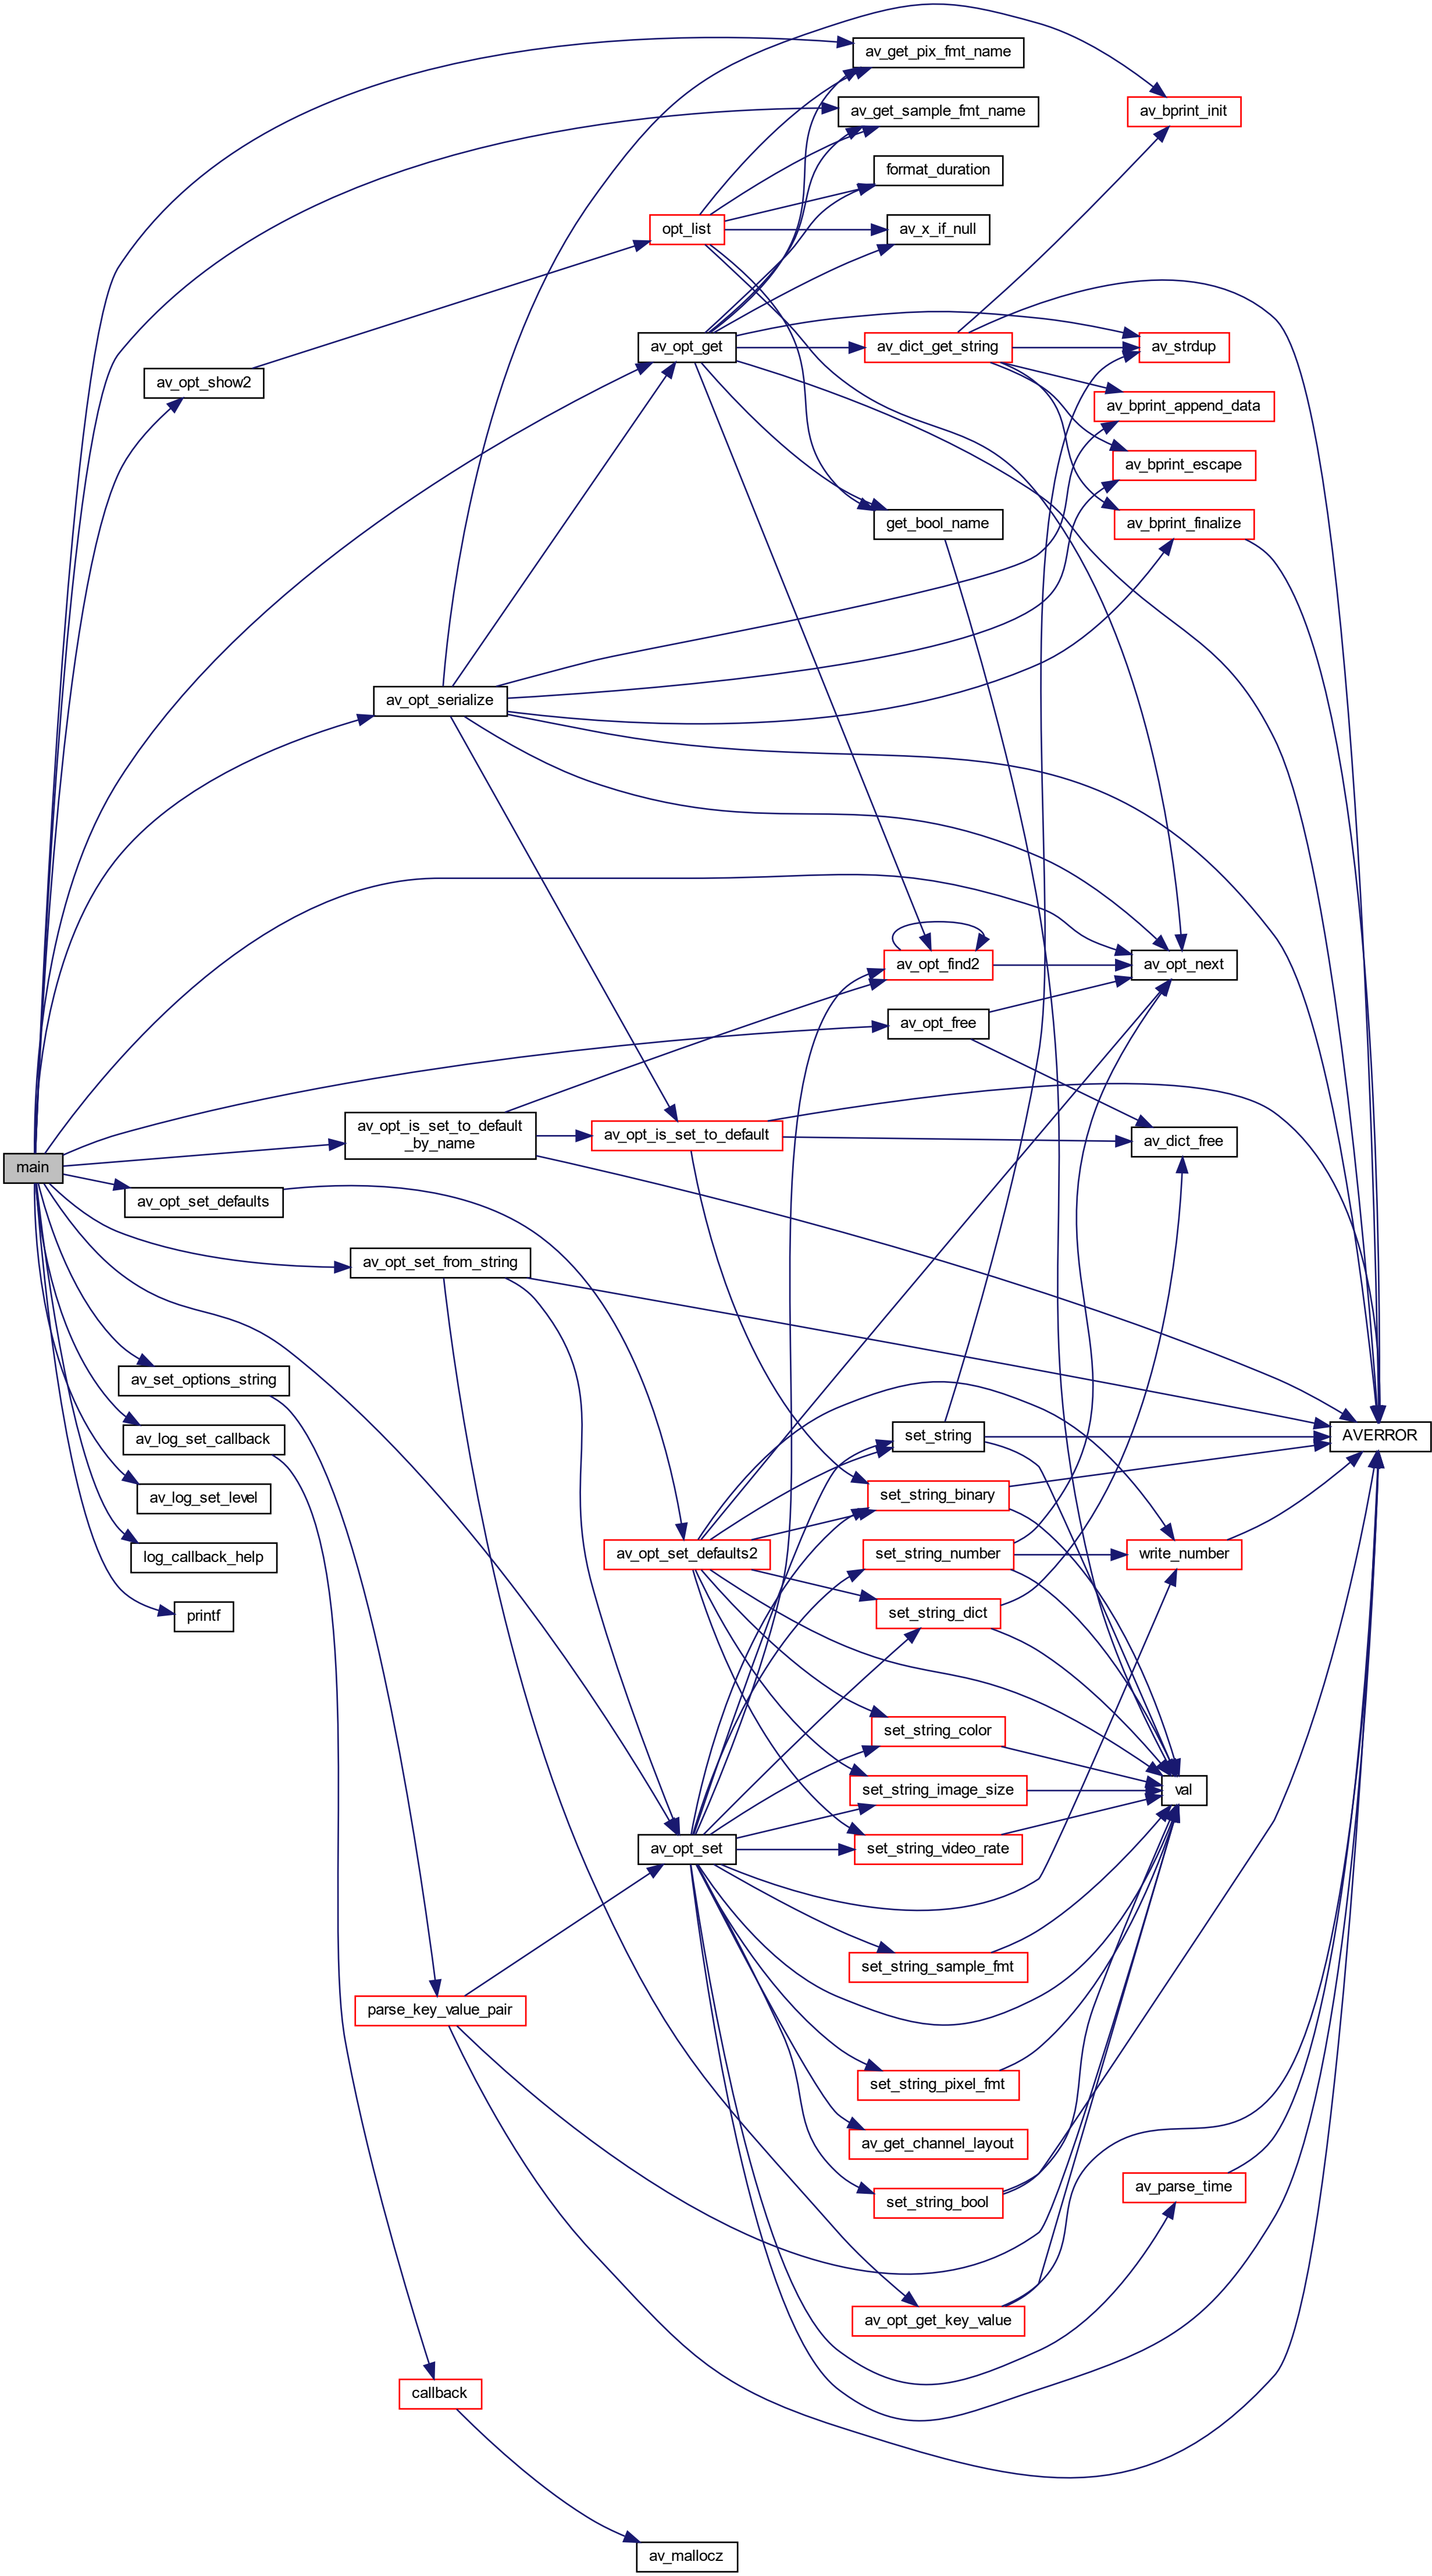 av_get_pix_fmt_name
av_get_sample_fmt_name
av_bprint_init
format_duration
opt_list
av_x_if_null
av_opt_get
av_dict_get_string
av_strdup
av_opt_show2
av_bprint_append_data
av_bprint_escape
get_bool_name
av_bprint_finalize
av_opt_serialize
av_opt_find2
av_opt_next
av_opt_free
av_opt_is_set_to_default
_by_name
av_opt_is_set_to_default
av_dict_free
main
av_opt_set_defaults
av_opt_set_from_string
av_set_options_string
av_log_set_callback
set_string
AVERROR
av_log_set_level
set_string_binary
log_callback_help
av_opt_set_defaults2
set_string_number
write_number
printf
set_string_dict
set_string_color
set_string_image_size
val
av_opt_set
set_string_video_rate
set_string_sample_fmt
parse_key_value_pair
set_string_pixel_fmt
av_get_channel_layout
av_parse_time
set_string_bool
av_opt_get_key_value
callback
av_mallocz